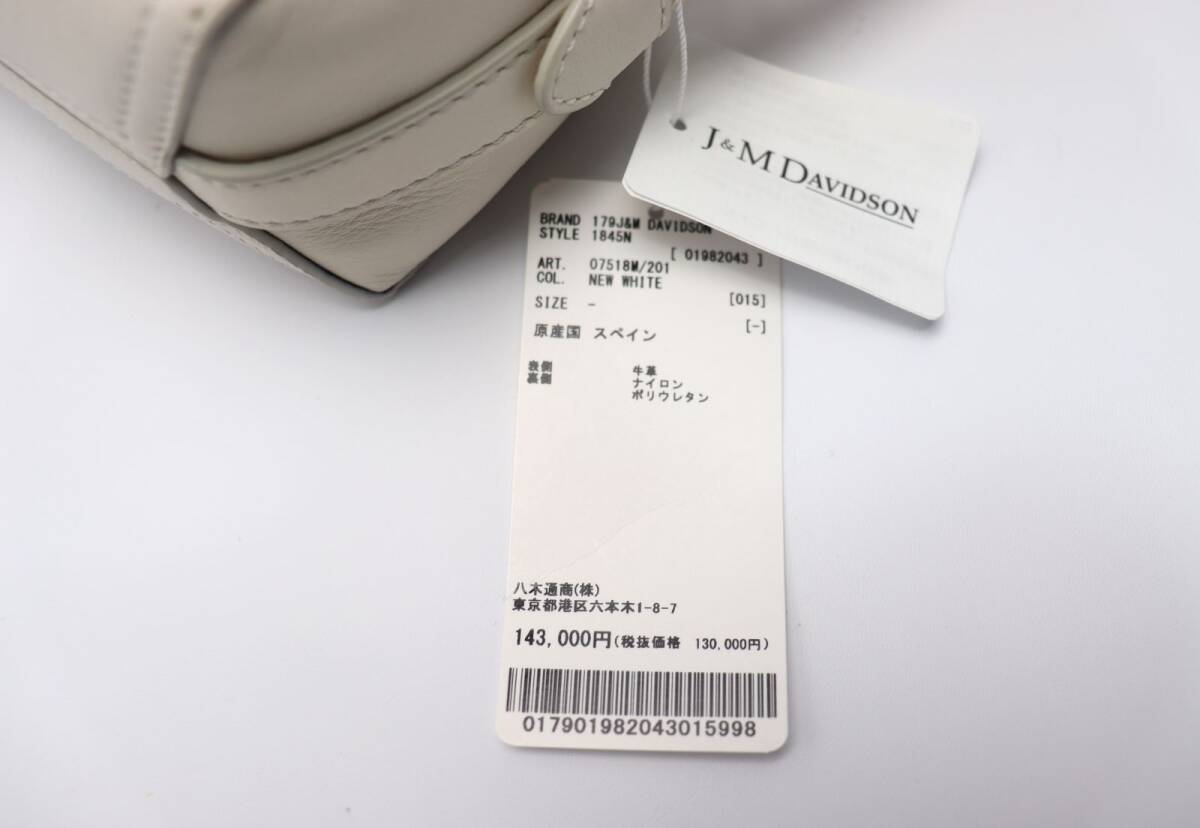 J&M DAVIDSON
BRAND 179J&M DAVIDSON
STYLE 1845N
[ 01982043 ]
ART. 07518M/201
COL. NEW WHITE
[015]
SIZE -
[-]
原産国 スペイン
表側 牛革
裏側 ナイロン
ポリウレタン
八木通商(株)
東京都港区六本木1-8-7
143,000円(税抜価格 130,000円)
017901982043015998